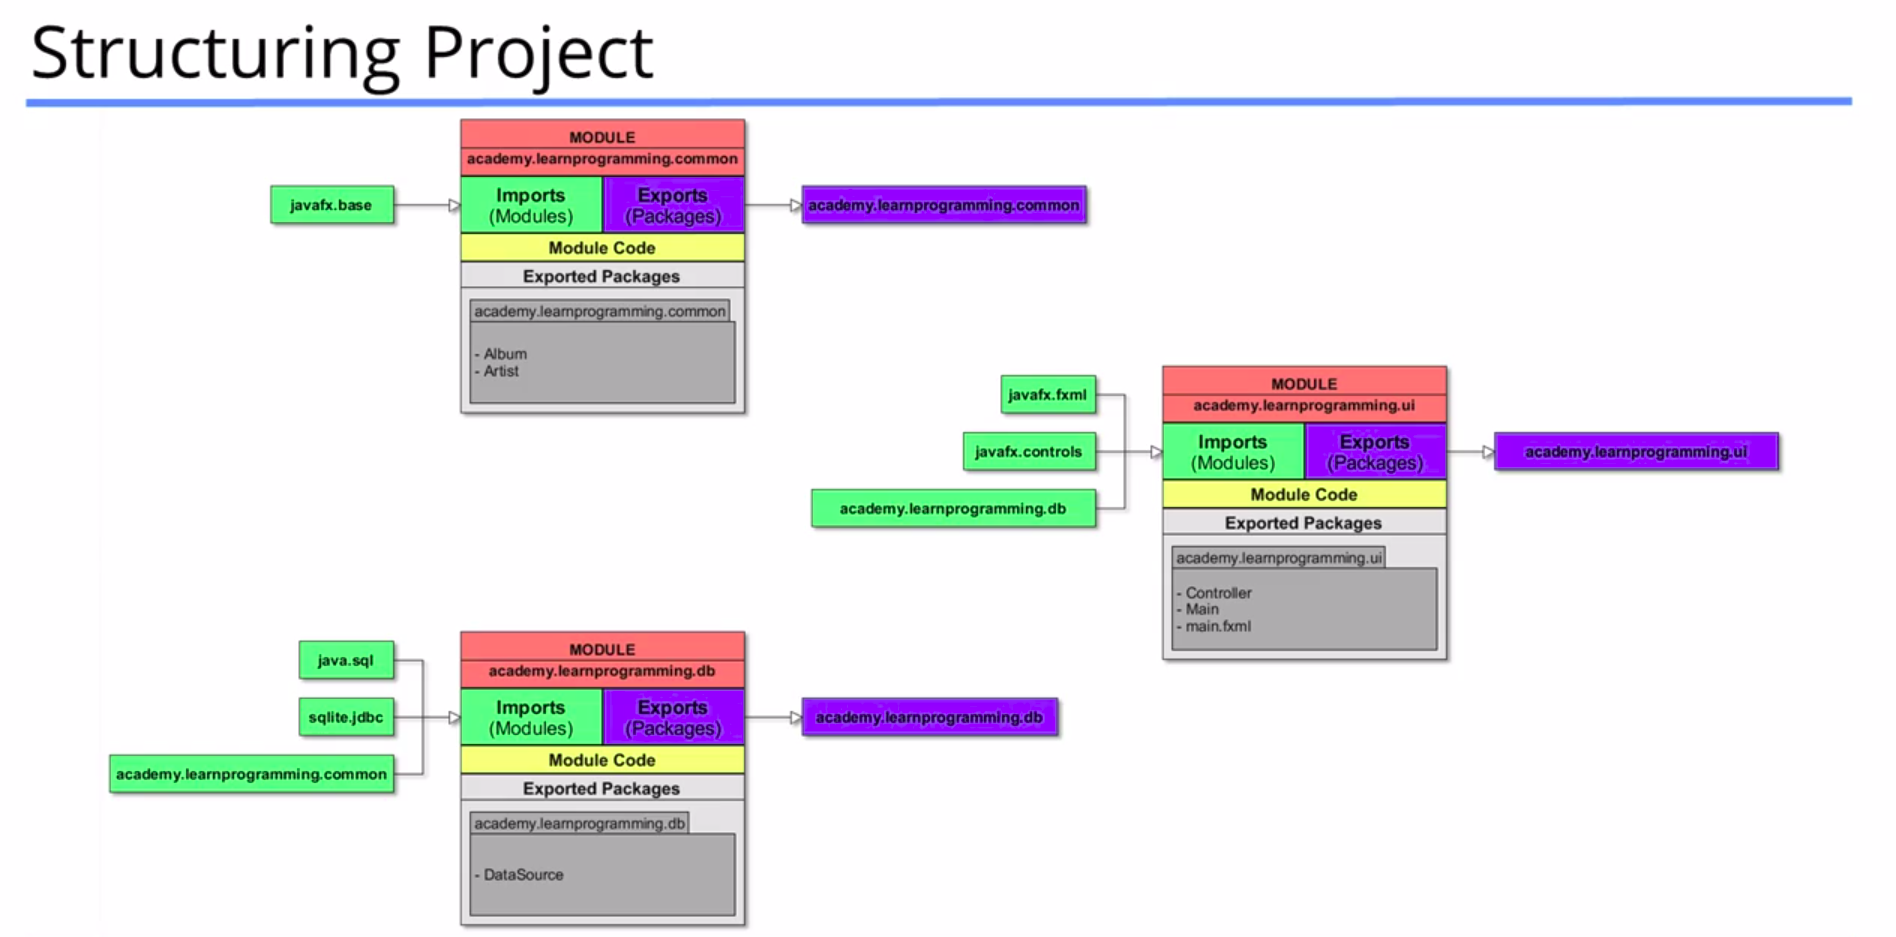 Structuring Project
MODULE
academy.learnprogramming.common
javafx.base
Imports
(Modules)
Exports
(Packages)
academy.learnprogramming.common
Module Code
Exported Packages
academy.learnprogramming.common
- Album
- Artist
MODULE
academy.learnprogramming.ui
javafx.fxml
javafx.controls
academy.learnprogramming.db
Imports
(Modules)
Exports
(Packages)
academy.learnprogramming.ui
Module Code
Exported Packages
academy.learnprogramming.ui
- Controller
- Main
- main.fxml
MODULE
academy.learnprogramming.db
java.sql
sqlite.jdbc
academy.learnprogramming.common
Imports
(Modules)
Exports
(Packages)
academy.learnprogramming.db
Module Code
Exported Packages
academy.learnprogramming.db
- DataSource